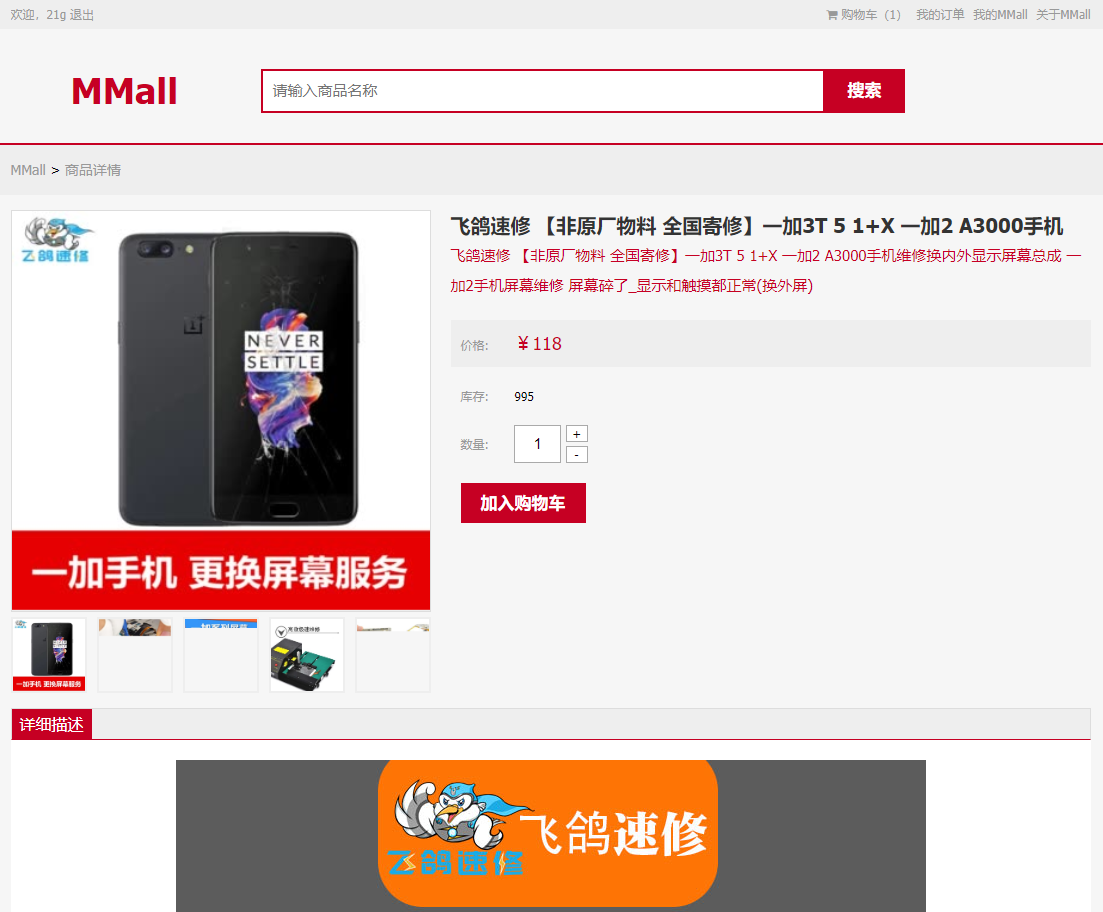 欢迎，21g 退出
购物车（1） 我的订单 我的MMall 关于MMall
MMall
请输入商品名称
搜索
MMall > 商品详情
飞鸽速修
NEVER
SETTLE
一加手机 更换屏幕服务
飞鸽速修 【非原厂物料 全国寄修】一加3T 5 1+X 一加2 A3000手机
飞鸽速修 【非原厂物料 全国寄修】一加3T 5 1+X 一加2 A3000手机维修换内外显示屏幕总成 一
加2手机屏幕维修 屏幕碎了_显示和触摸都正常(换外屏)
价格: ￥118
库存: 995
数量: 1 + -
加入购物车
一加手机 更换屏幕服务
详细描述
飞鸽速修
飞鸽速修